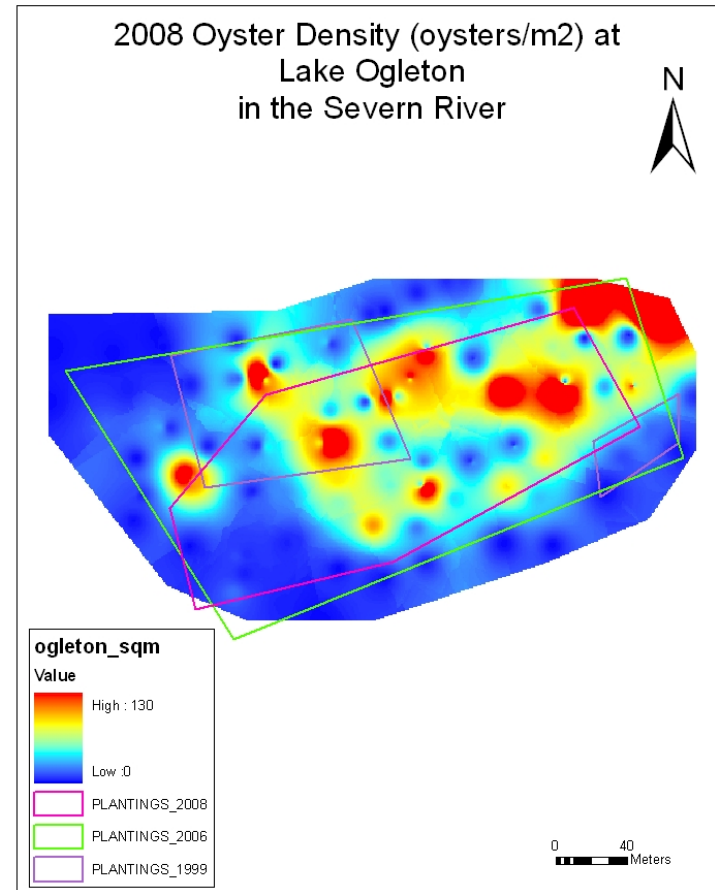 2008 Oyster Density (oysters/m2) at
Lake Ogleton
in the Severn River
N
ogleton_sqm
Value
High : 130
Low :0
PLANTINGS_2008
PLANTINGS_2006
PLANTINGS_1999
0 40
Meters